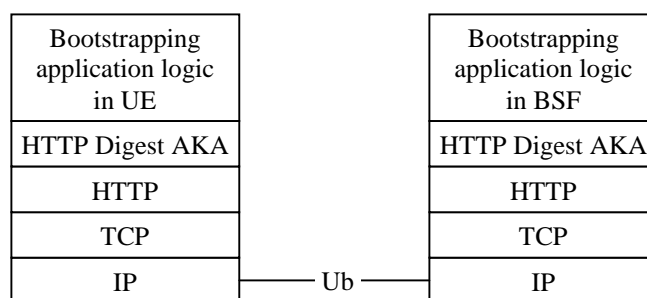 Bootstrapping
application logic
in UE
HTTP Digest AKA
HTTP
TCP
IP
Ub
Bootstrapping
application logic
in BSF
HTTP Digest AKA
HTTP
TCP
IP